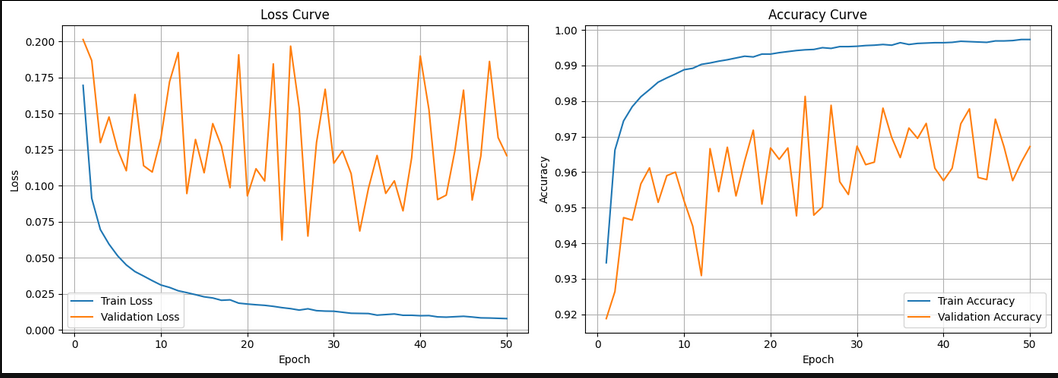 Loss Curve
0.200
0.175
0.150
0.125
0.100
0.075
0.050
0.025
0.000
Loss
Train Loss
Validation Loss
0 10 20 30 40 50
Epoch
Accuracy Curve
1.00
0.99
0.98
0.97
0.96
0.95
0.94
0.93
0.92
Accuracy
Train Accuracy
Validation Accuracy
0 10 20 30 40 50
Epoch